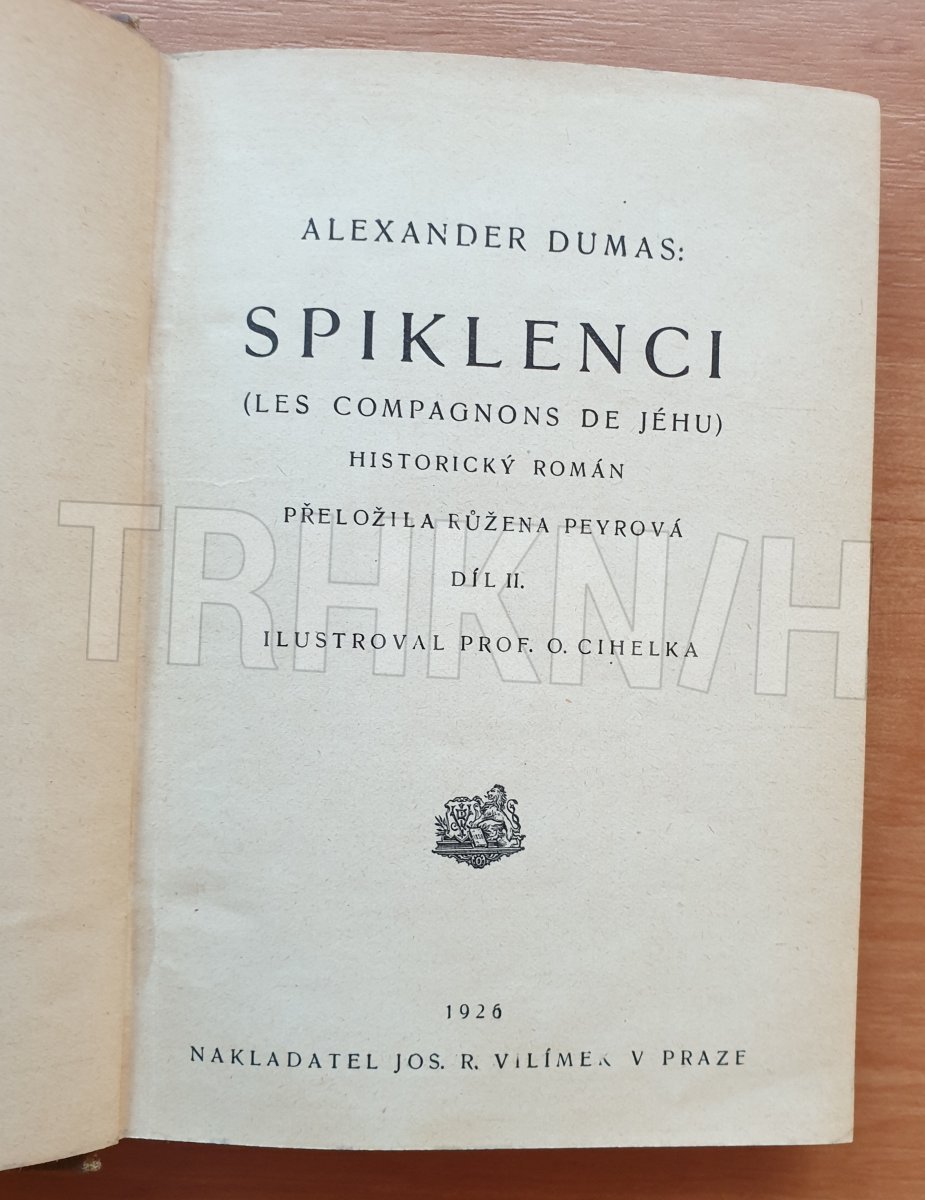 ALEXANDER DUMAS:
SPIKLENCI
(LES COMPAGNONS DE JÉHU)
HISTORICKÝ ROMÁN
PŘELOŽILA RŮŽENA PEYROVÁ
DÍL II.
ILUSTROVAL PROF. O. CIHELKA
TRHKNIH
1926
NAKLADATEL JOS. R. VILÍMEK V PRAZE